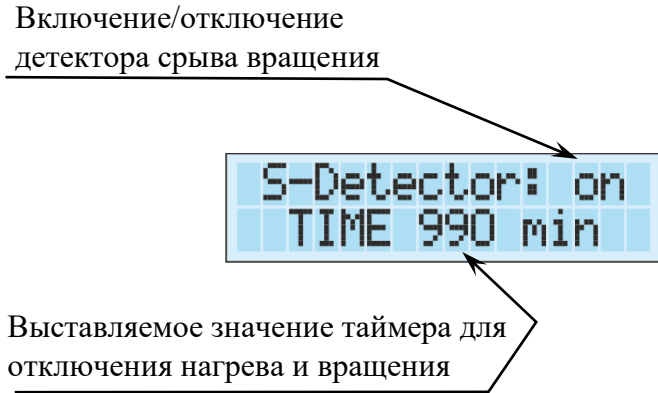 Включение/отключение
детектора срыва вращения
S-Detector: on
TIME 990 min
Выставляемое значение таймера для
отключения нагрева и вращения